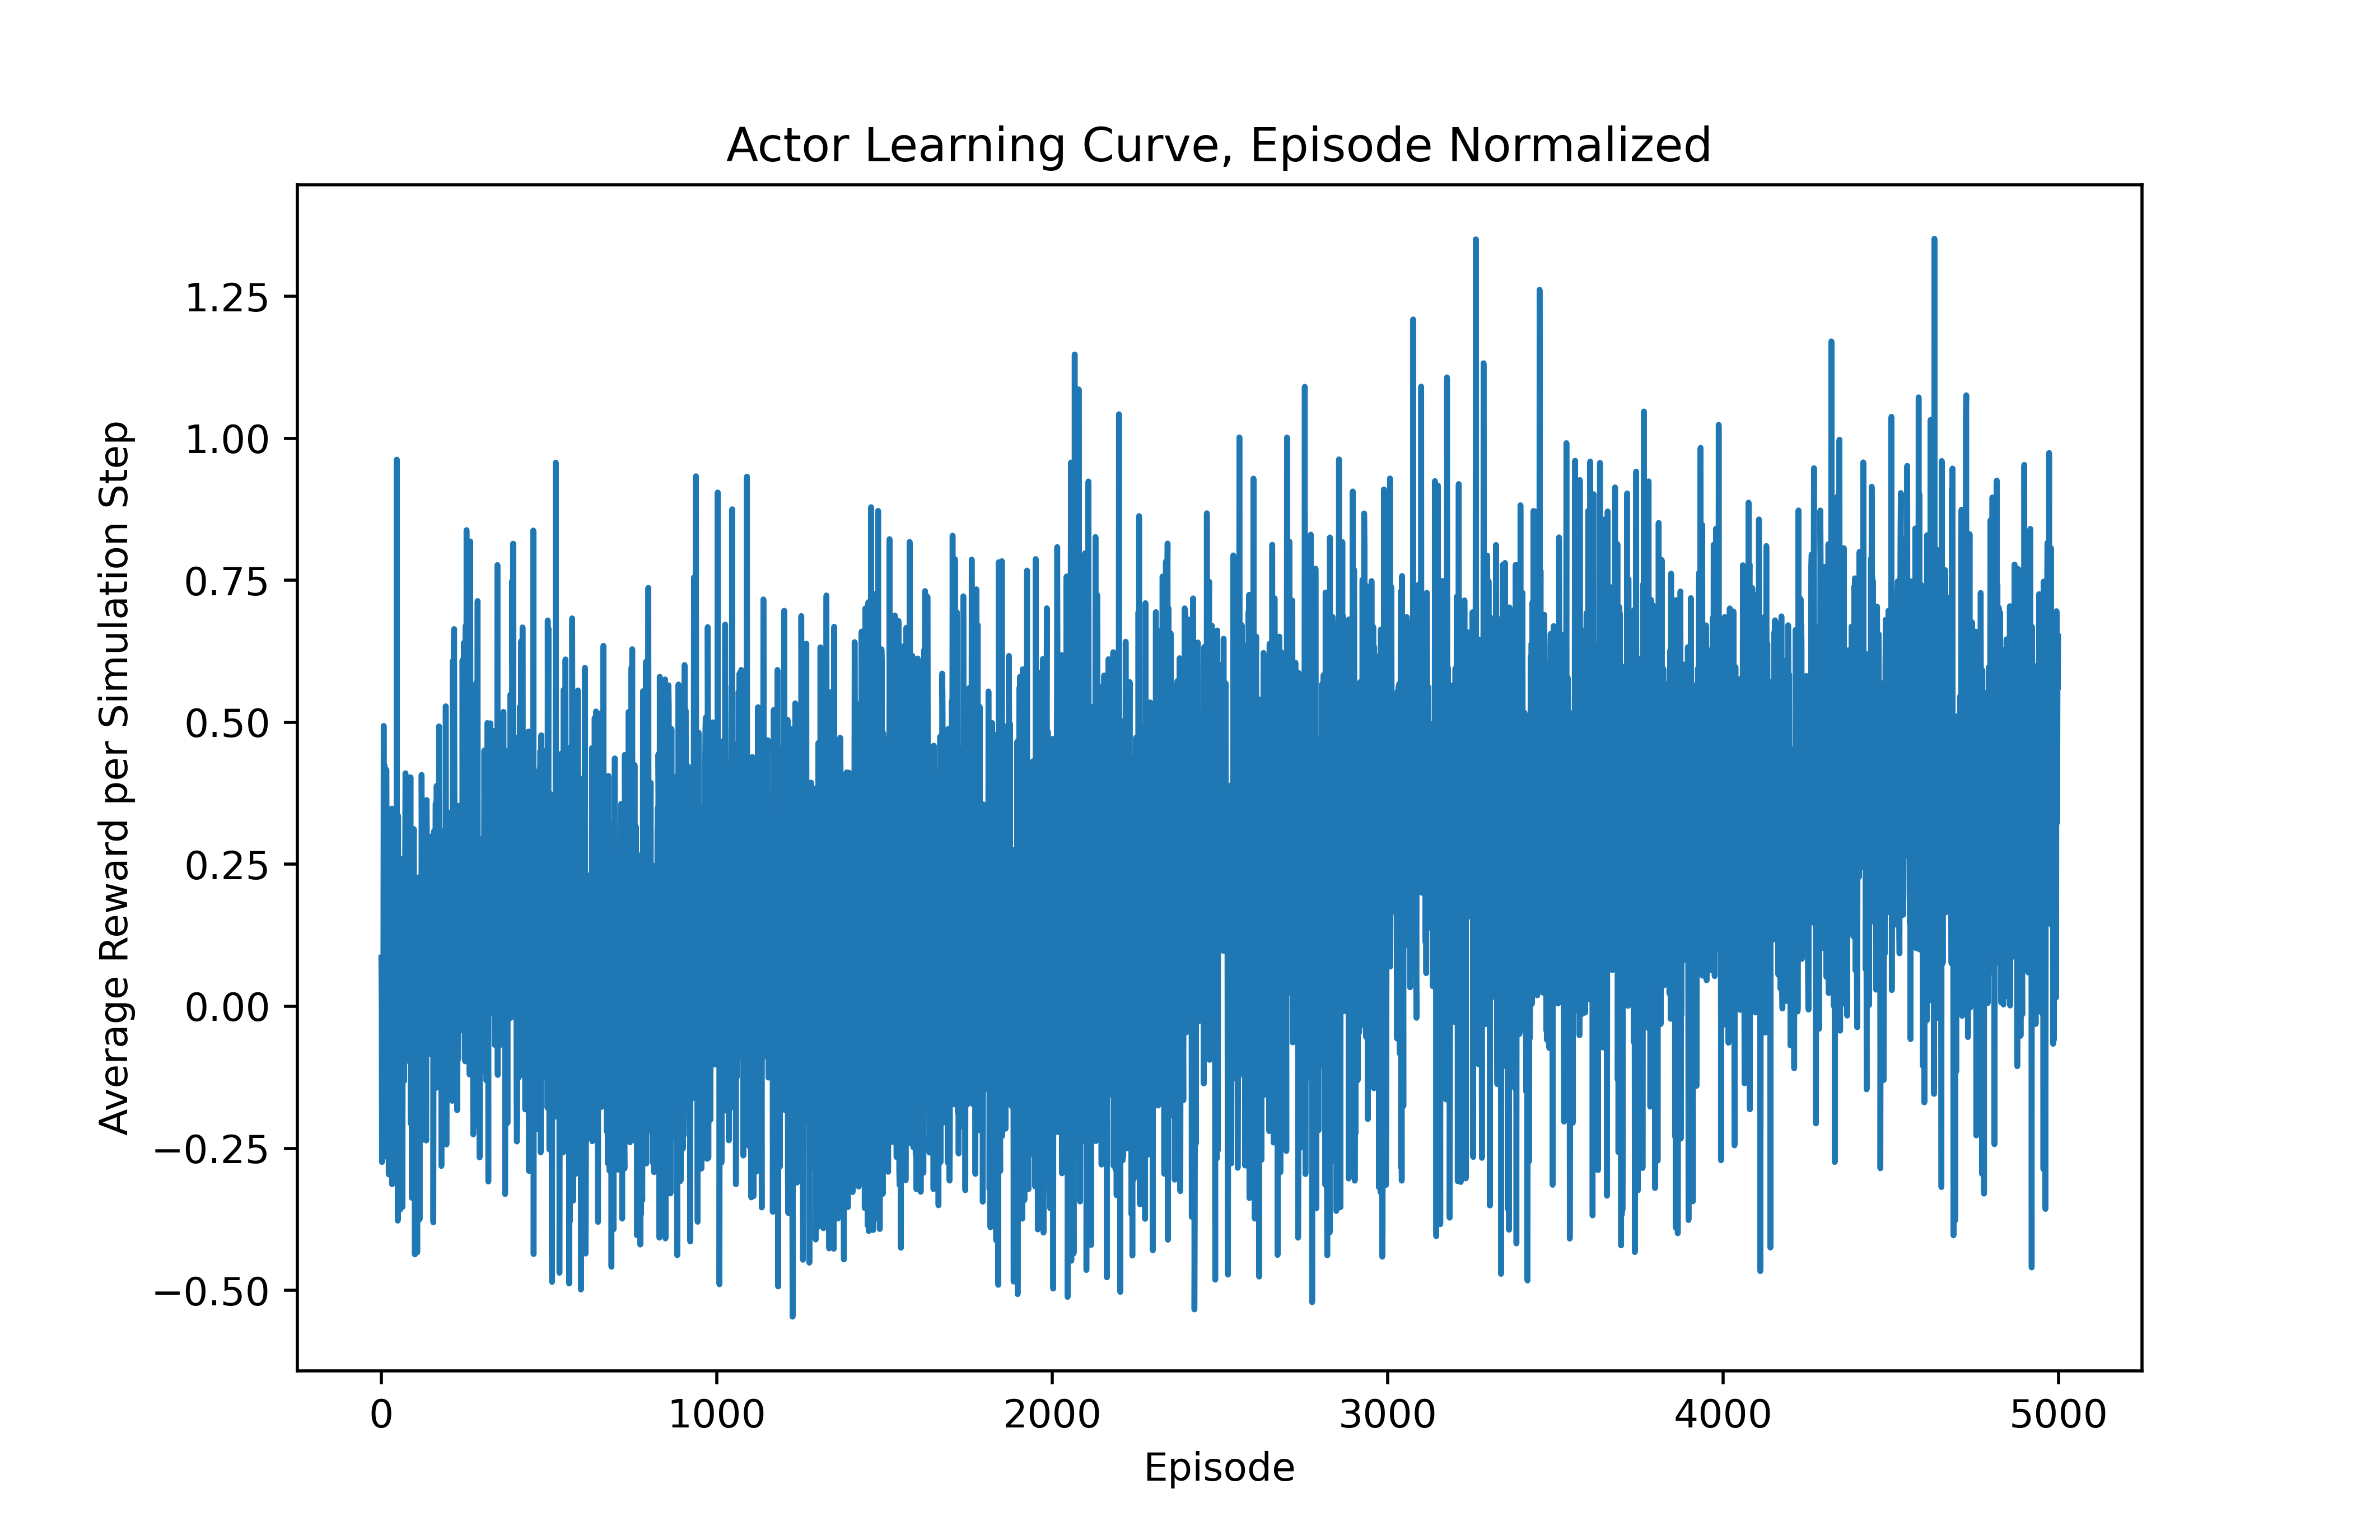 Actor Learning Curve, Episode Normalized
Average Reward per Simulation Step
1.25
1.00
0.75
0.50
0.25
0.00
−0.25
−0.50
0 1000 2000 3000 4000 5000
Episode